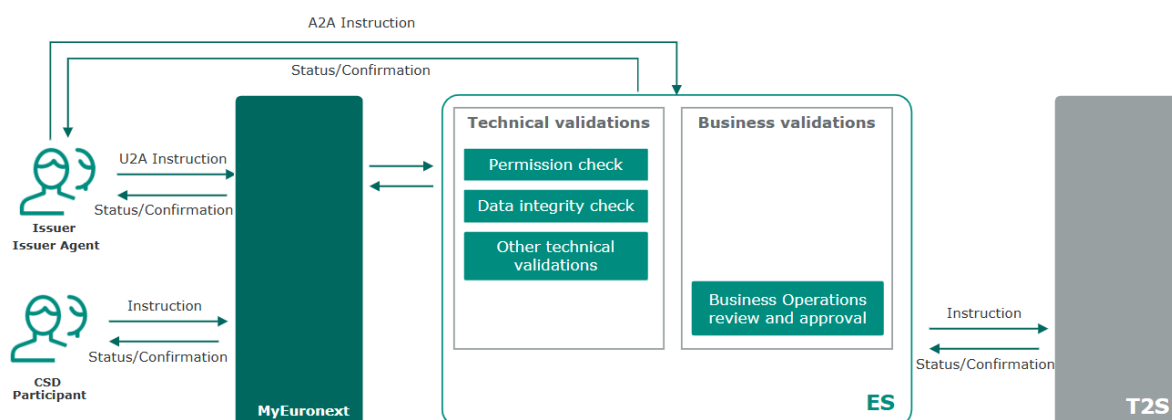 A2A Instruction
Status/Confirmation
Technical validations
Business validations
Permission check
Data integrity check
Other technical
validations
Business Operations
review and approval
U2A Instruction
Status/Confirmation
Issuer
Issuer Agent
Instruction
Status/Confirmation
CSD
Participant
MyEuronext
ES
Instruction
Status/Confirmation
T2S